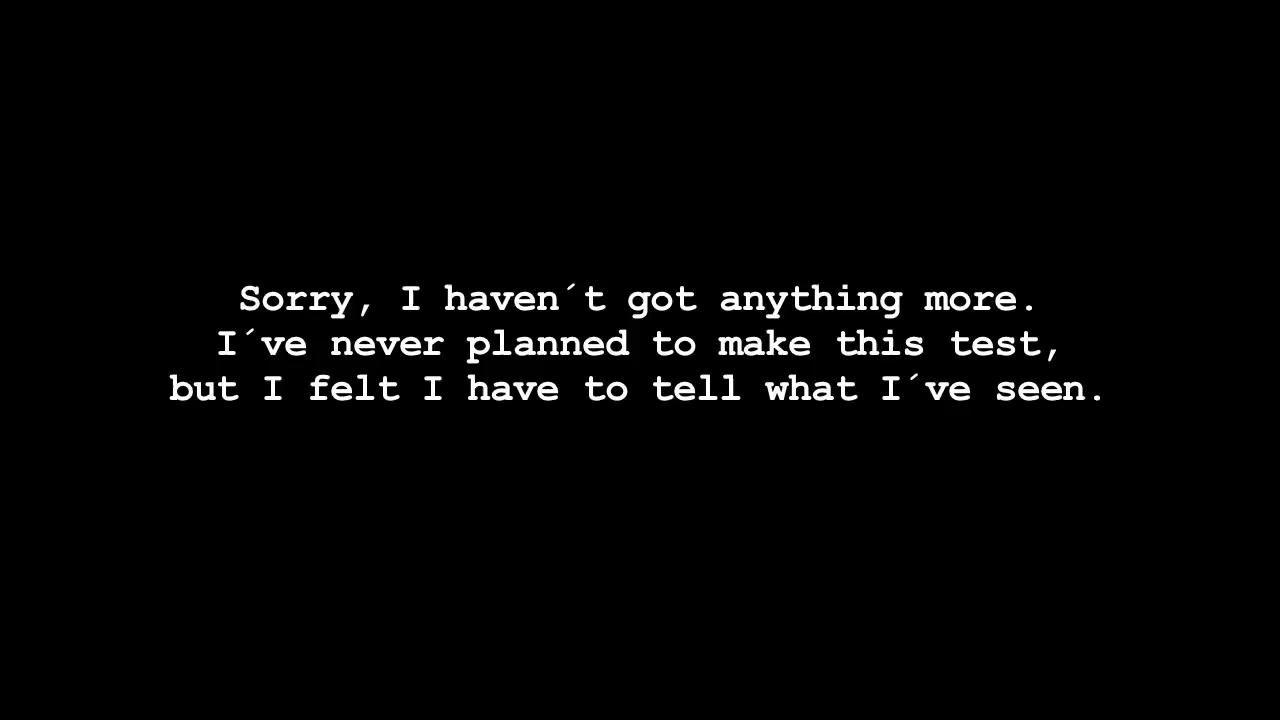 Sorry, I haven´t got anything more.
I´ve never planned to make this test,
but I felt I have to tell what I´ve seen.